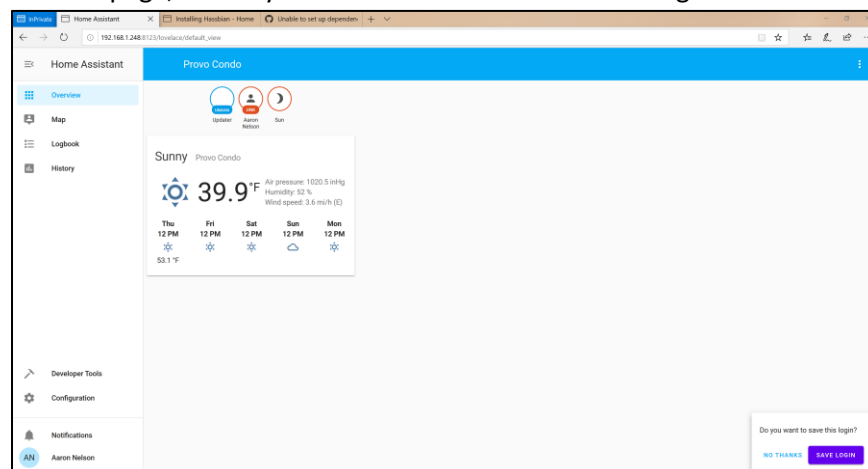 InPrivate Home Assistant Installing Hassbian - Home Unable to set up dependen
192.168.1.248:8123/lovelace/default_view
Home Assistant Provo Condo
Overview
Map
Logbook
History
Updater Aaron Nelson Sun
Sunny Provo Condo
39.9 °F
Air pressure: 1020.5 inHg
Humidity: 52 %
Wind speed: 3.6 mi/h (E)
Thu Fri Sat Sun Mon
12 PM 12 PM 12 PM 12 PM 12 PM
53.1 °F
Developer Tools
Configuration
Notifications
AN Aaron Nelson
Do you want to save this login?
NO THANKS SAVE LOGIN